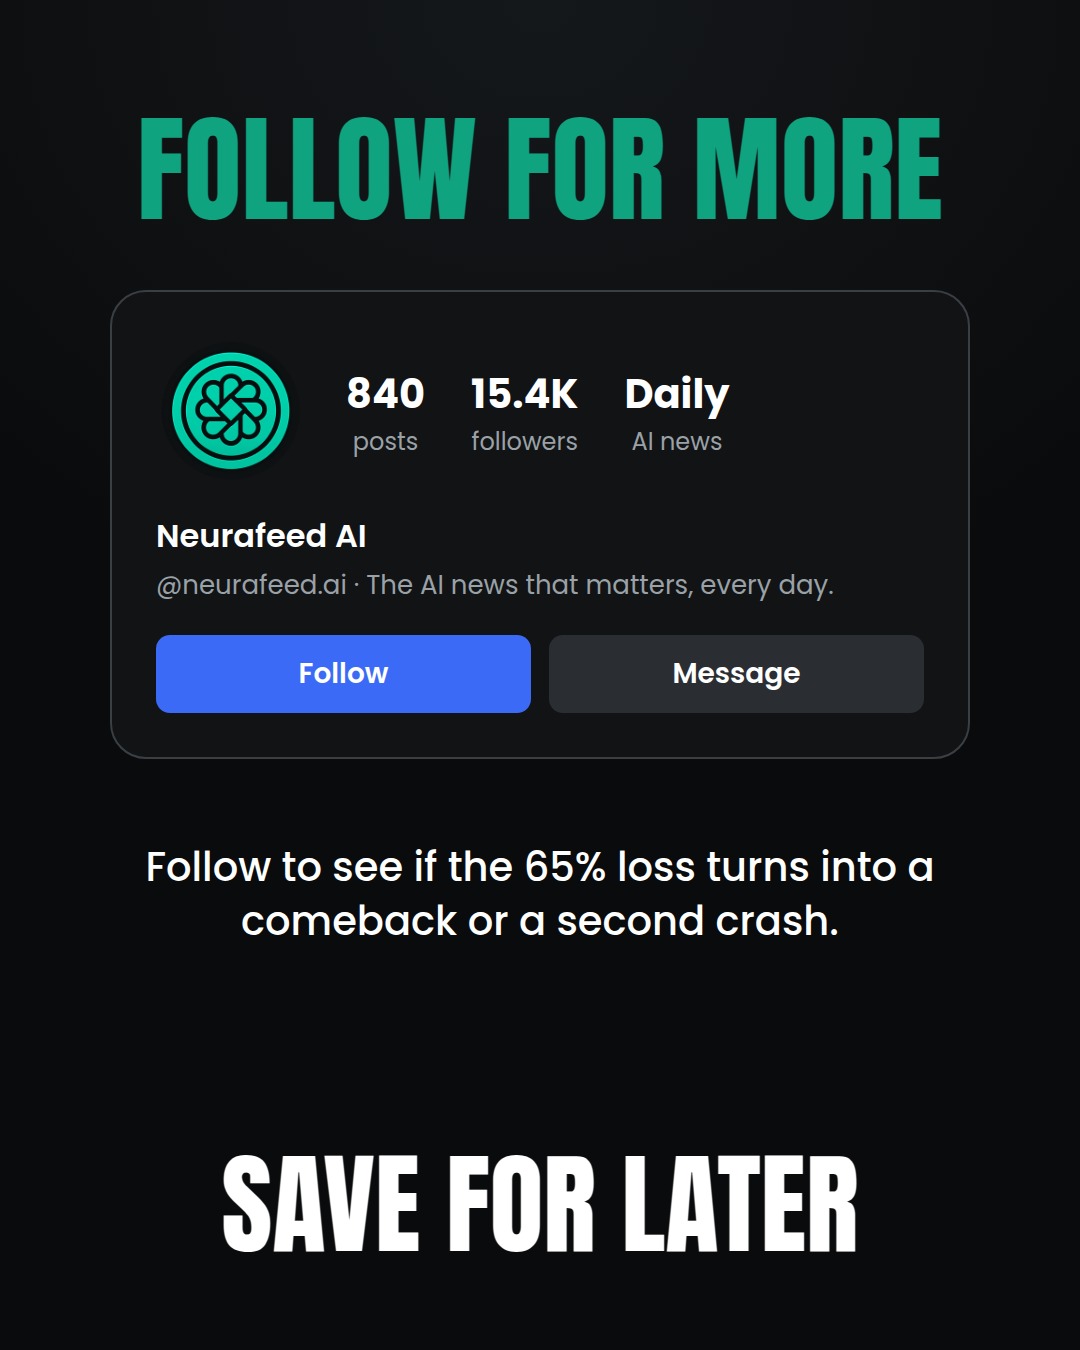 FOLLOW FOR MORE
840 15.4K Daily
posts followers AI news
Neurafeed AI
@neurafeed.ai · The AI news that matters, every day.
Follow Message
Follow to see if the 65% loss turns into a
comeback or a second crash.
SAVE FOR LATER